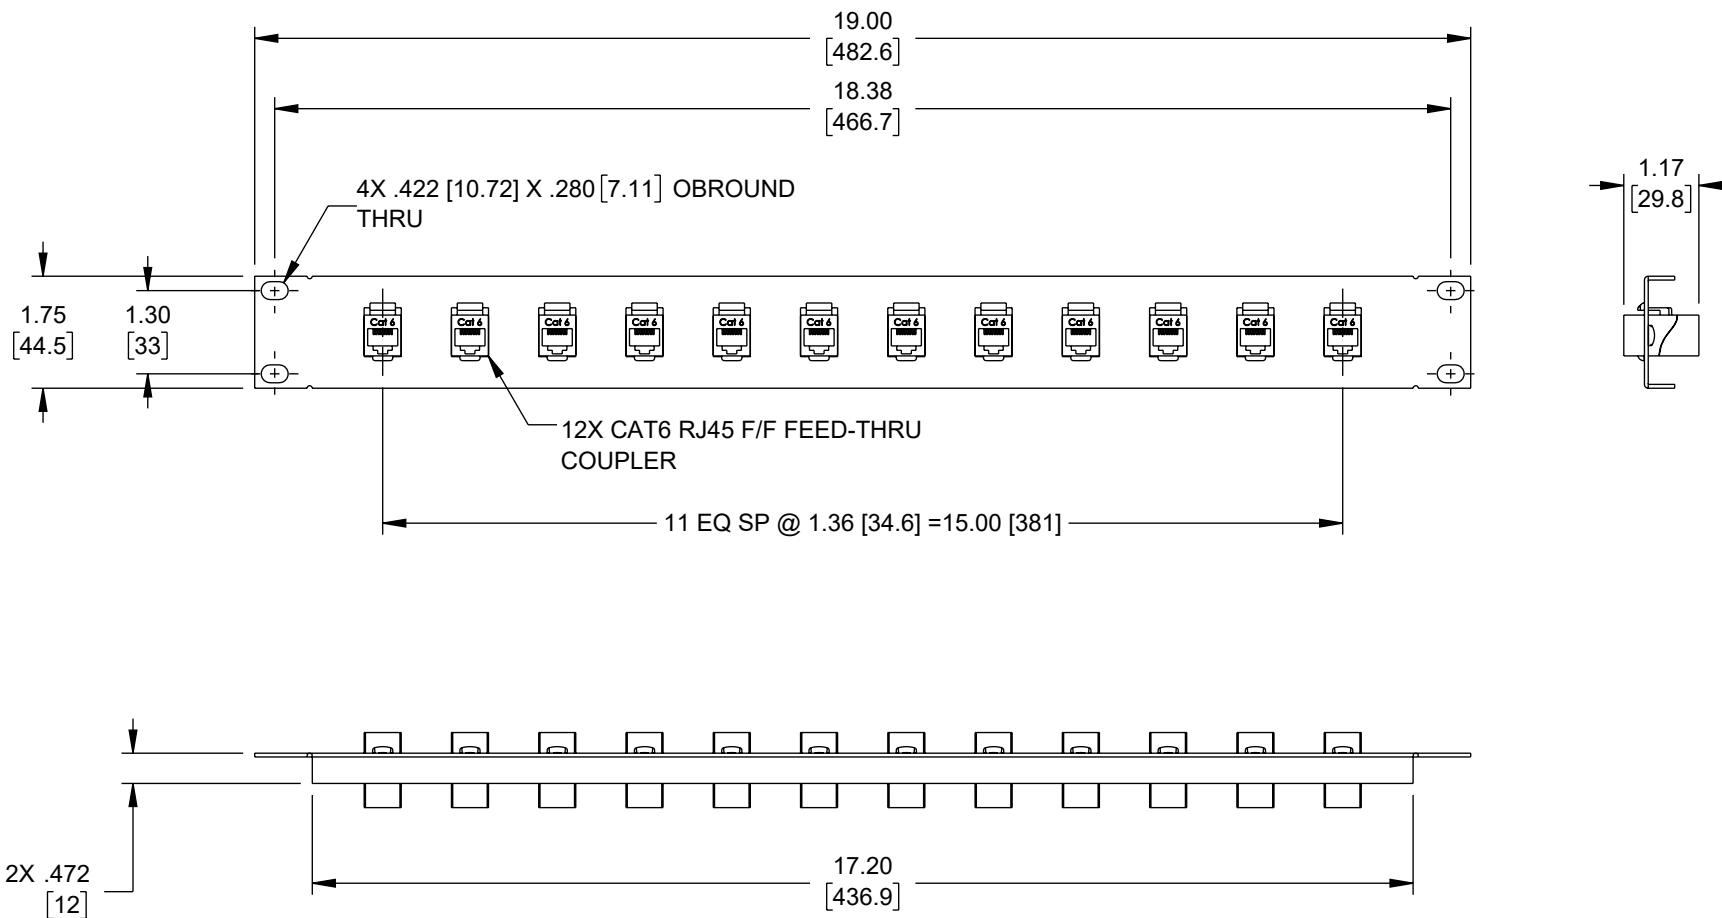 19.00
[482.6]
18.38
[466.7]
4X .422 [10.72] X .280 [7.11] OBROUND
THRU
1.17
[29.8]
1.75
[44.5]
1.30
[33]
Cat 6 Cat 6 Cat 6 Cat 6 Cat 6 Cat 6 Cat 6 Cat 6 Cat 6 Cat 6 Cat 6 Cat 6
12X CAT6 RJ45 F/F FEED-THRU
COUPLER
11 EQ SP @ 1.36 [34.6] =15.00 [381]
2X .472
[12]
17.20
[436.9]